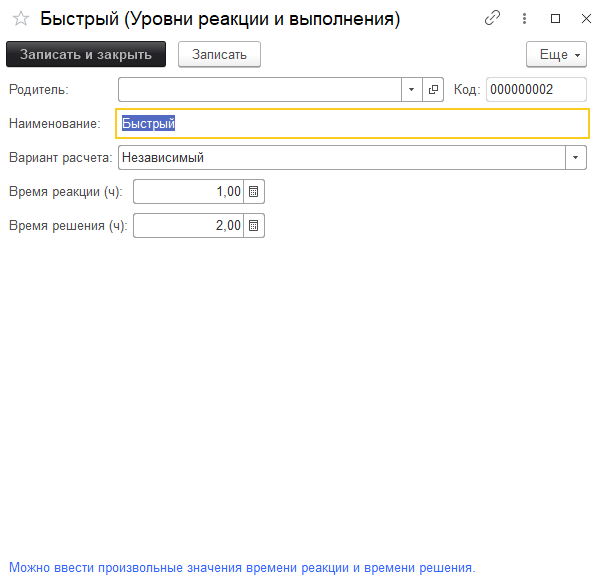 Быстрый (Уровни реакции и выполнения)
Записать и закрыть Записать Еще
Родитель: Код: 000000002
Наименование: Быстрый
Вариант расчета: Независимый
Время реакции (ч): 1,00
Время решения (ч): 2,00
Можно ввести произвольные значения времени реакции и времени решения.